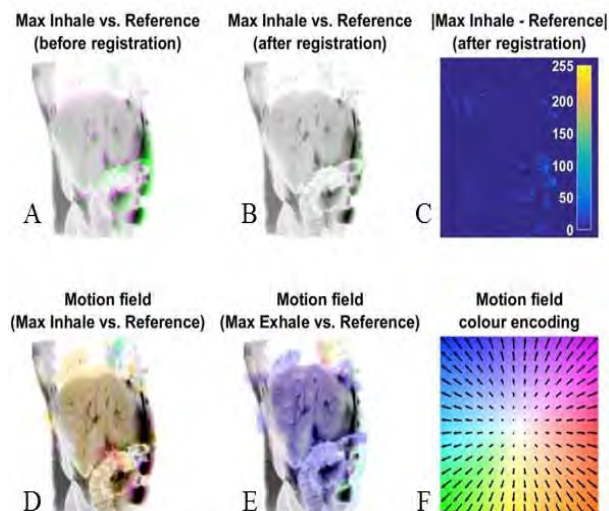 Max Inhale vs. Reference
(before registration)
Max Inhale vs. Reference
(after registration)
|Max Inhale - Reference|
(after registration)
255
200
150
100
50
0
A
B
C
Motion field
(Max Inhale vs. Reference)
Motion field
(Max Exhale vs. Reference)
Motion field
colour encoding
D
E
F